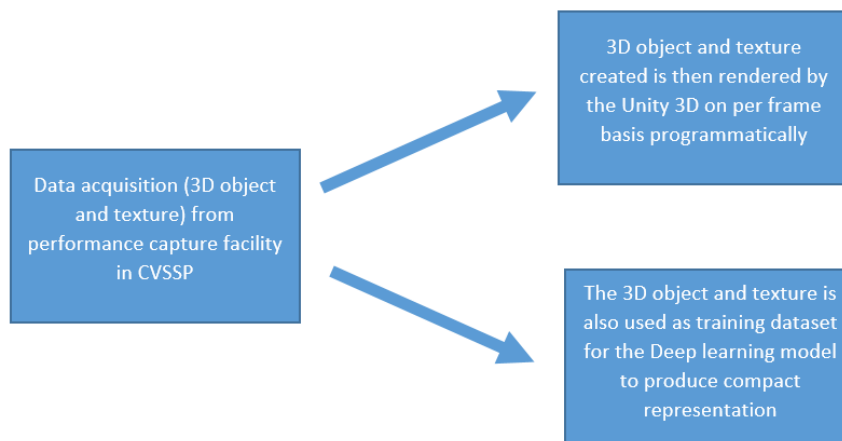 Data acquisition (3D object
and texture) from
performance capture facility
in CVSSP
3D object and texture
created is then rendered by
the Unity 3D on per frame
basis programmatically
The 3D object and texture is
also used as training dataset
for the Deep learning model
to produce compact
representation